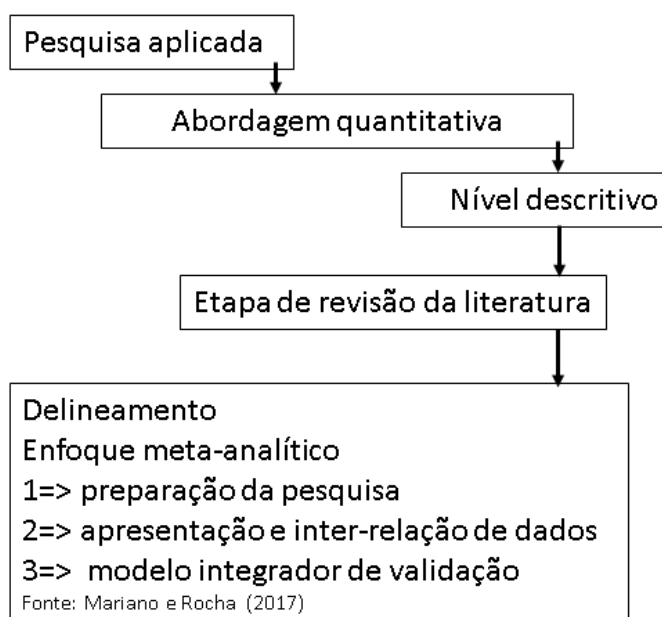 Pesquisa aplicada
Abordagem quantitativa
Nível descritivo
Etapa de revisão da literatura
Delineamento
Enfoque meta-analítico
1=> preparação da pesquisa
2=> apresentação e inter-relação de dados
3=> modelo integrador de validação
Fonte: Mariano e Rocha (2017)